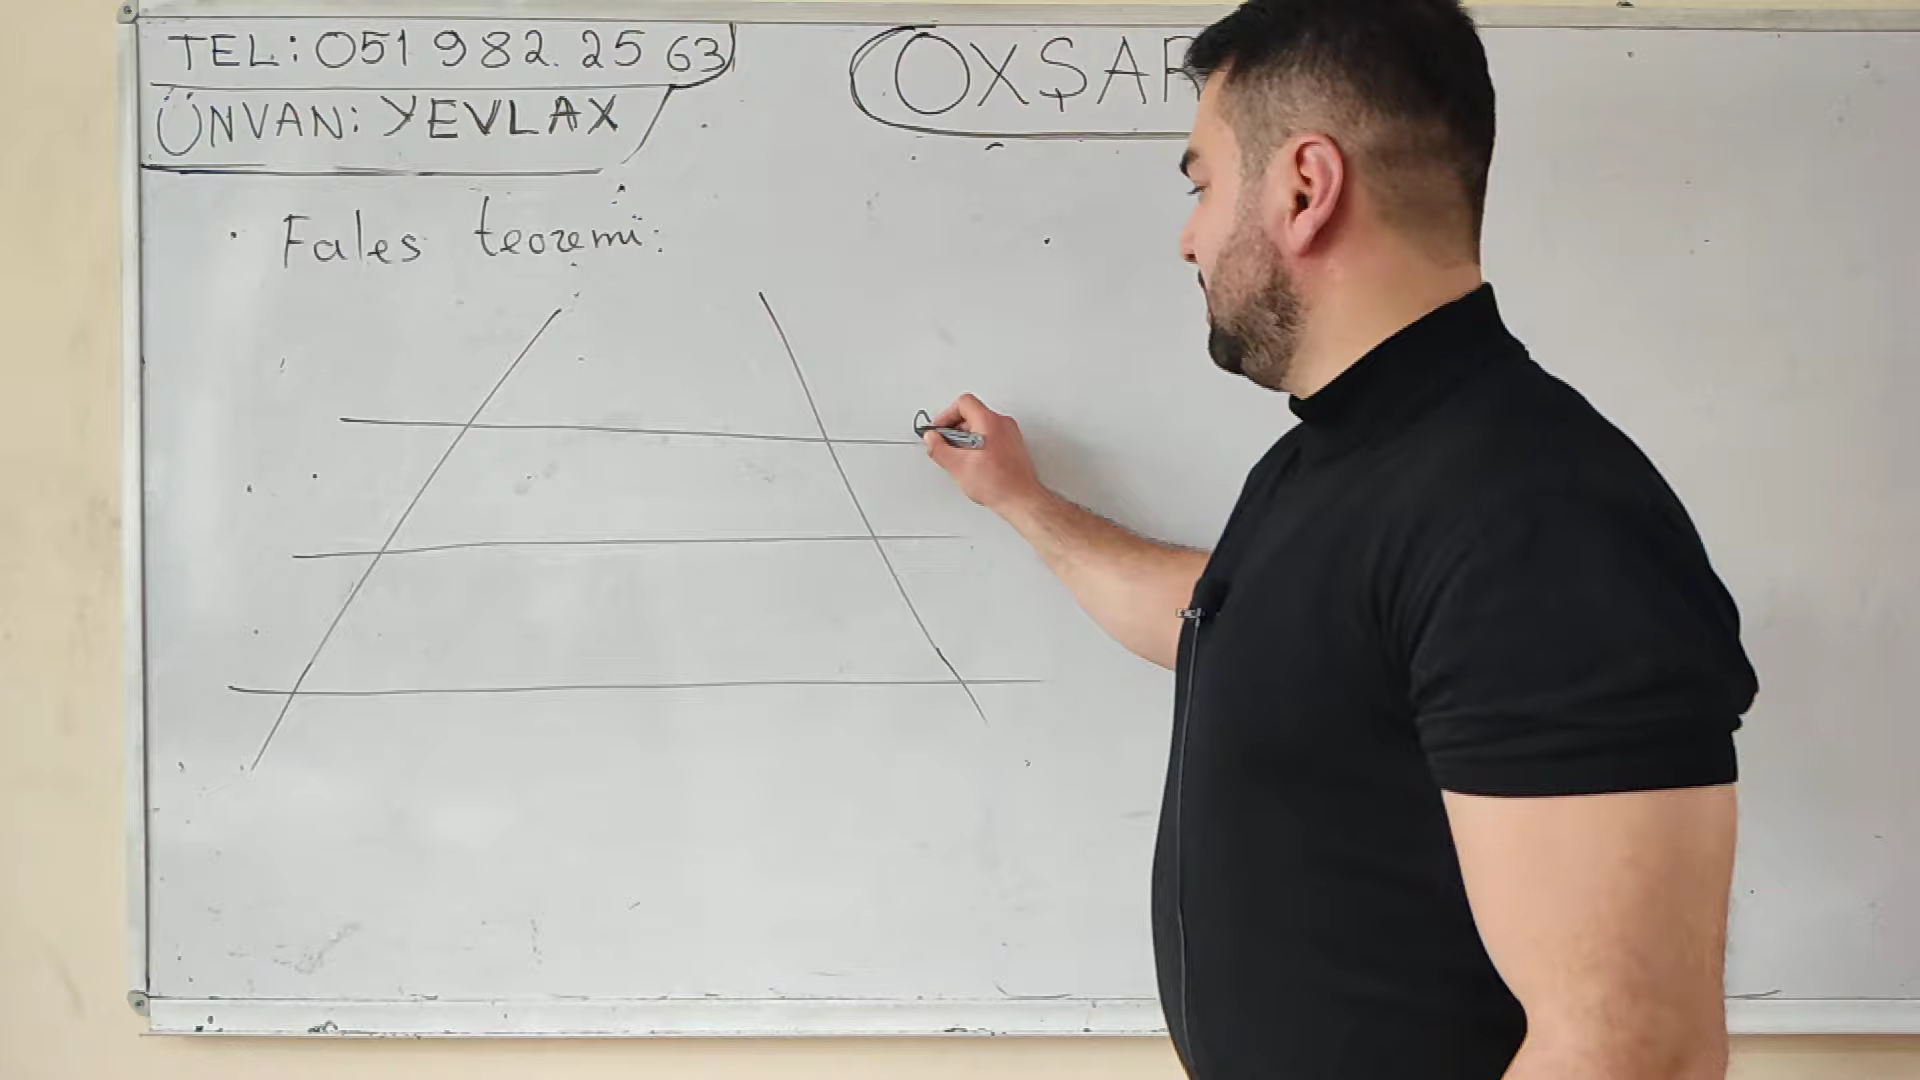 TEL: 051 982. 25 63
ÜNVAN: YEVLAX
OXŞAR
· Fales teoremi: